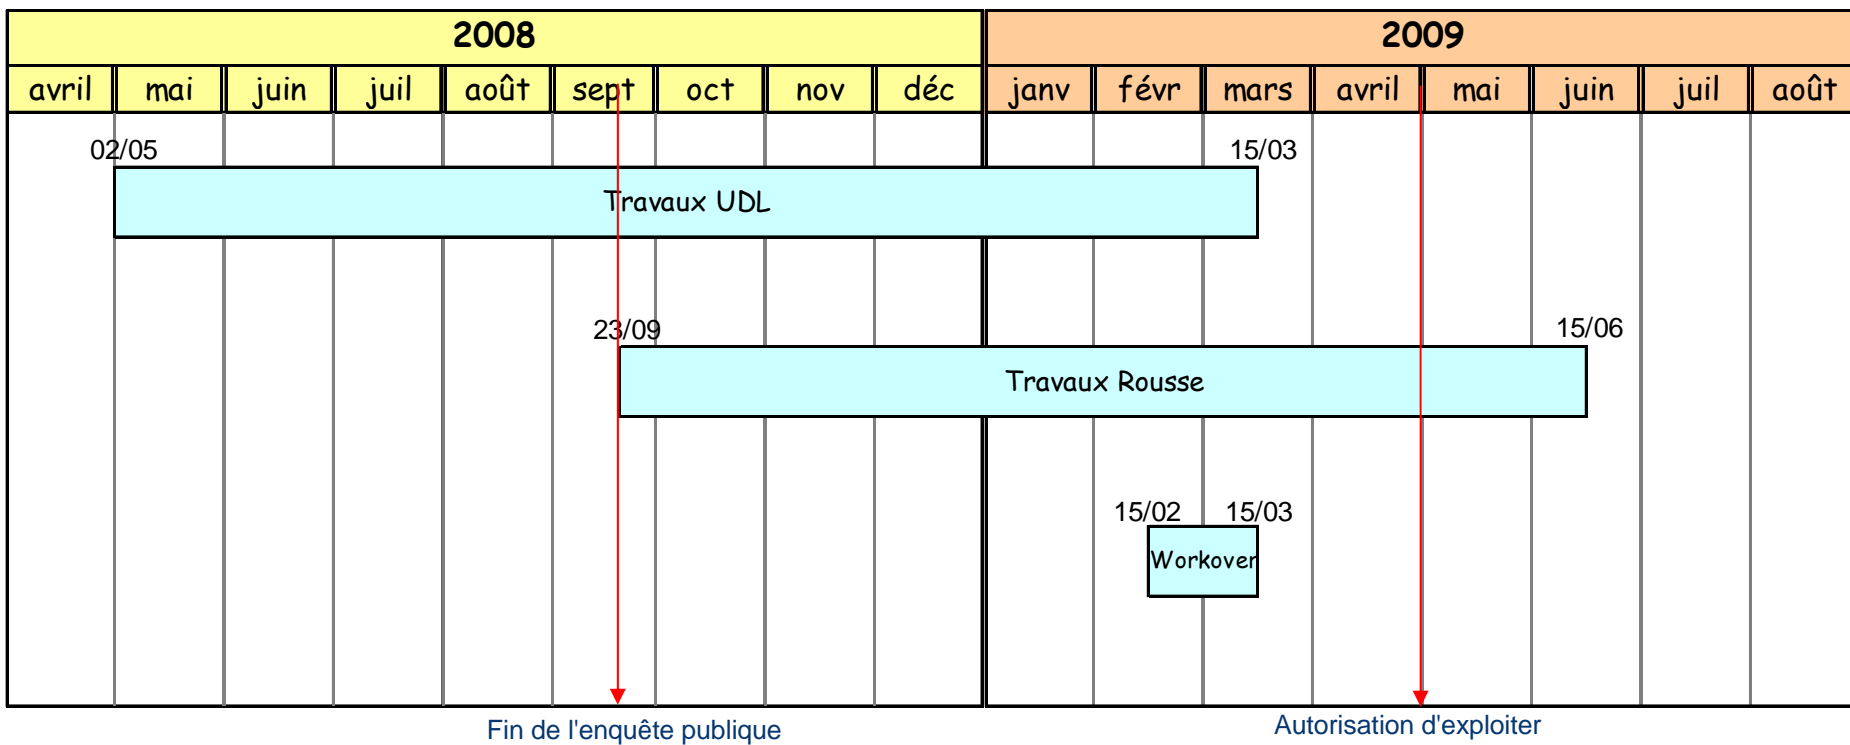 2008 2009
avril mai juin juil août sept oct nov déc janv févr mars avril mai juin juil août
02/05 15/03
Travaux UDL
23/09 15/06
Travaux Rousse
15/02 15/03
Workover
Fin de l'enquête publique Autorisation d'exploiter